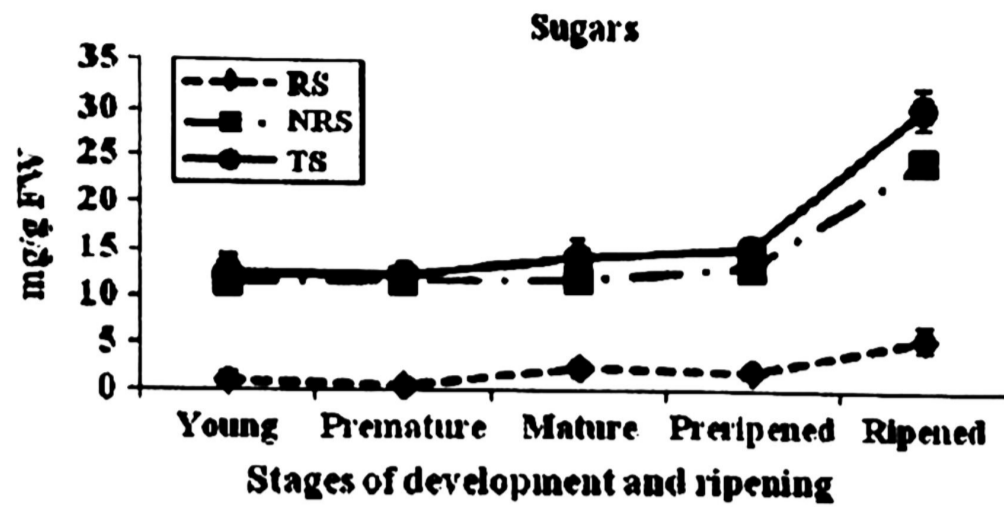 Sugars
35
30
25
20
15
10
5
0
mg/g FW
RS
NRS
TS
Young Premature Mature Preripened Ripened
Stages of development and ripening